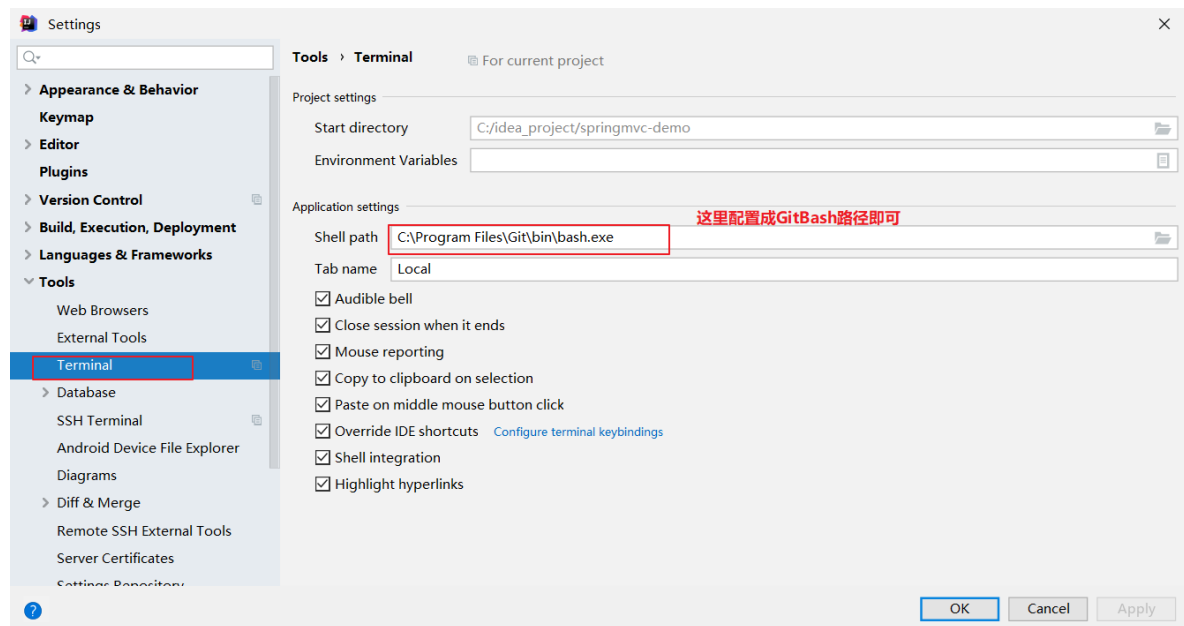 Settings
Appearance & Behavior
Keymap
Editor
Plugins
Version Control
Build, Execution, Deployment
Languages & Frameworks
Tools
Web Browsers
External Tools
Terminal
Database
SSH Terminal
Android Device File Explorer
Diagrams
Diff & Merge
Remote SSH External Tools
Server Certificates
Settings Repository
Tools › Terminal
For current project
Project settings
Start directory C:/idea_project/springmvc-demo
Environment Variables
Application settings
这里配置成GitBash路径即可
Shell path C:\Program Files\Git\bin\bash.exe
Tab name Local
Audible bell
Close session when it ends
Mouse reporting
Copy to clipboard on selection
Paste on middle mouse button click
Override IDE shortcuts Configure terminal keybindings
Shell integration
Highlight hyperlinks
?
OK Cancel Apply